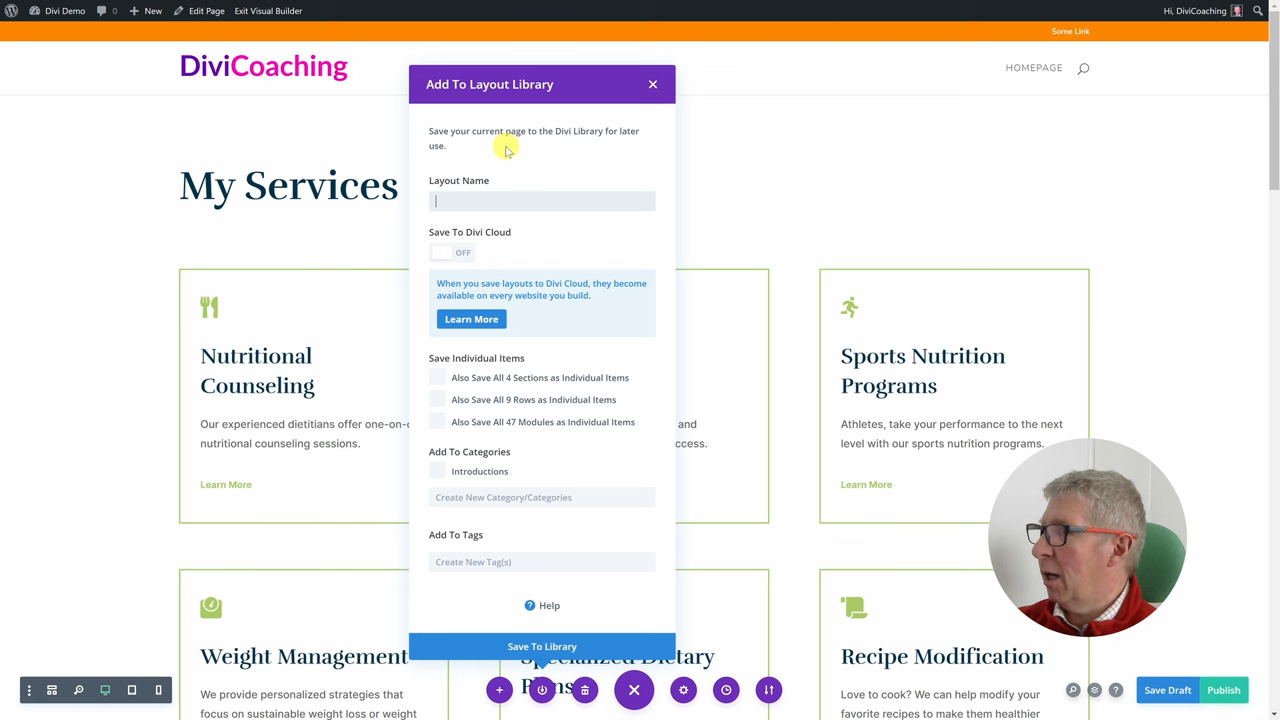 Divi Demo
0
New
Edit Page
Exit Visual Builder
Hi, DiviCoaching
Some Link
DiviCoaching
HOMEPAGE
My Services
Nutritional
Counseling
Our experienced dietitians offer one-on-o
nutritional counseling sessions.
Learn More
Add To Layout Library
Save your current page to the Divi Library for later
use.
Layout Name
Save To Divi Cloud
OFF
When you save layouts to Divi Cloud, they become
available on every website you build.
Learn More
Save Individual Items
Also Save All 4 Sections as Individual Items
Also Save All 9 Rows as Individual Items
Also Save All 47 Modules as Individual Items
Add To Categories
Introductions
Create New Category/Categories
Add To Tags
Create New Tag(s)
Help
Save To Library
and
ccess.
Sports Nutrition
Programs
Athletes, take your performance to the next
level with our sports nutrition programs.
Learn More
Weight Management
We provide personalized strategies that
focus on sustainable weight loss or weight
Specialized Dietary
Plans
Recipe Modification
Love to cook? We can help modify your
favorite recipes to make them healthier
Save Draft
Publish